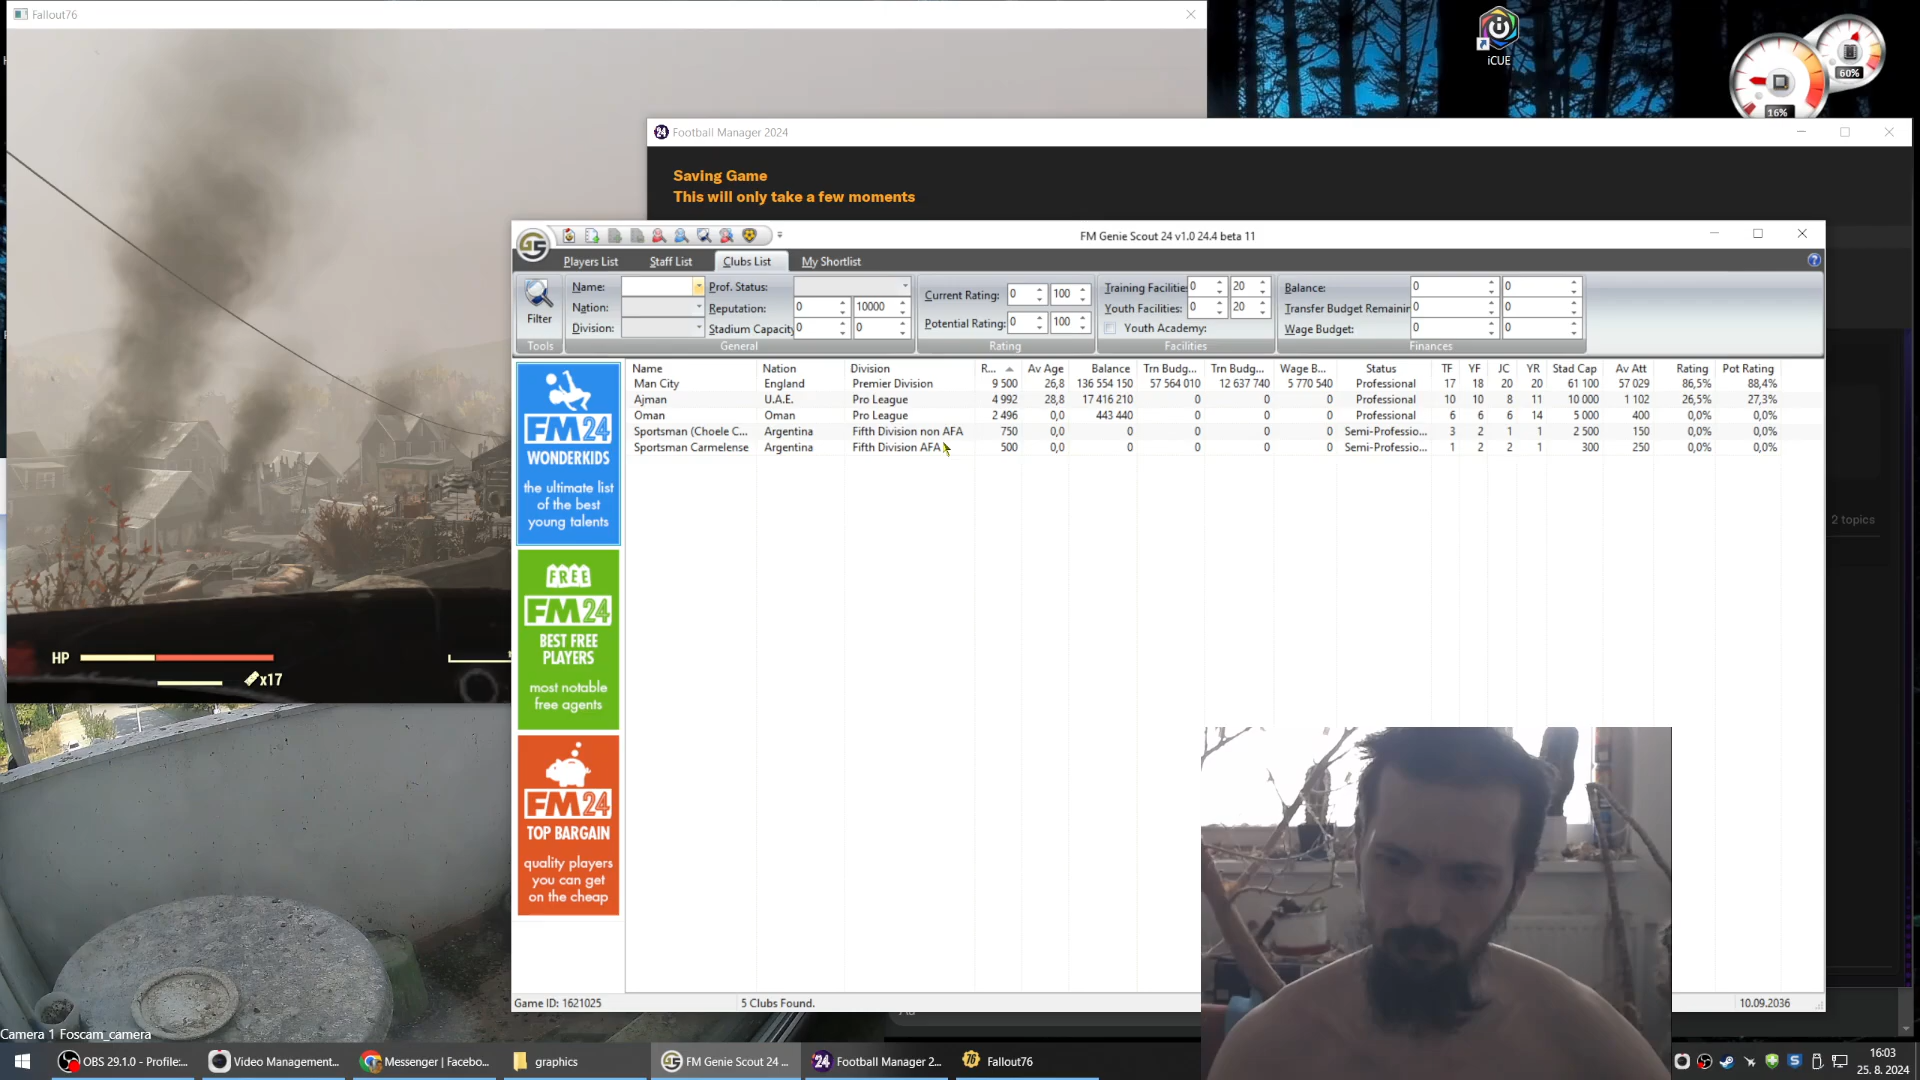 Fallout76
iCUE
60%
16%
Football Manager 2024
Saving Game
This will only take a few moments
FM Genie Scout 24 v1.0 24.4 beta 11
Players List Staff List Clubs List My Shortlist
Name: Prof. Status:
Nation: Reputation: 0 10000
Division: Stadium Capacity 0 0
Filter
Tools General
Current Rating: 0 100
Potential Rating: 0 100
Rating
Training Facilitie: 0 20
Youth Facilities: 0 20
Youth Academy:
Facilities
Balance: 0 0
Transfer Budget Remainin 0 0
Wage Budget: 0 0
Finances
Name Nation Division R... Av Age Balance Trn Budg... Trn Budg... Wage B... Status TF YF JC YR Stad Cap Av Att Rating Pot Rating
Man City England Premier Division 9 500 26,8 136 554 150 57 564 010 12 637 740 5 770 540 Professional 17 18 20 20 61 100 57 029 86,5% 88,4%
Ajman U.A.E. Pro League 4 992 28,8 17 416 210 0 0 0 Professional 10 10 8 11 10 000 1 102 26,5% 27,3%
Oman Oman Pro League 2 496 0,0 443 440 0 0 0 Professional 6 6 6 14 5 000 400 0,0% 0,0%
Sportsman (Choele C... Argentina Fifth Division non AFA 750 0,0 0 0 0 0 Semi-Professio... 3 2 1 1 2 500 150 0,0% 0,0%
Sportsman Carmelense Argentina Fifth Division AFA 500 0,0 0 0 0 0 Semi-Professio... 1 2 2 1 300 250 0,0% 0,0%
FM24
WONDERKIDS
the ultimate list
of the best
young talents
FREE
FM24
BEST FREE
PLAYERS
most notable
free agents
FM24
TOP BARGAIN
quality players
you can get
on the cheap
2 topics
HP
x17
Game ID: 1621025 5 Clubs Found. 10.09.2036
Camera 1 Foscam_camera
OBS 29.1.0 - Profile:... Video Management... Messenger | Facebo... graphics FM Genie Scout 24 ... Football Manager 2... Fallout76
16:03
25. 8. 2024